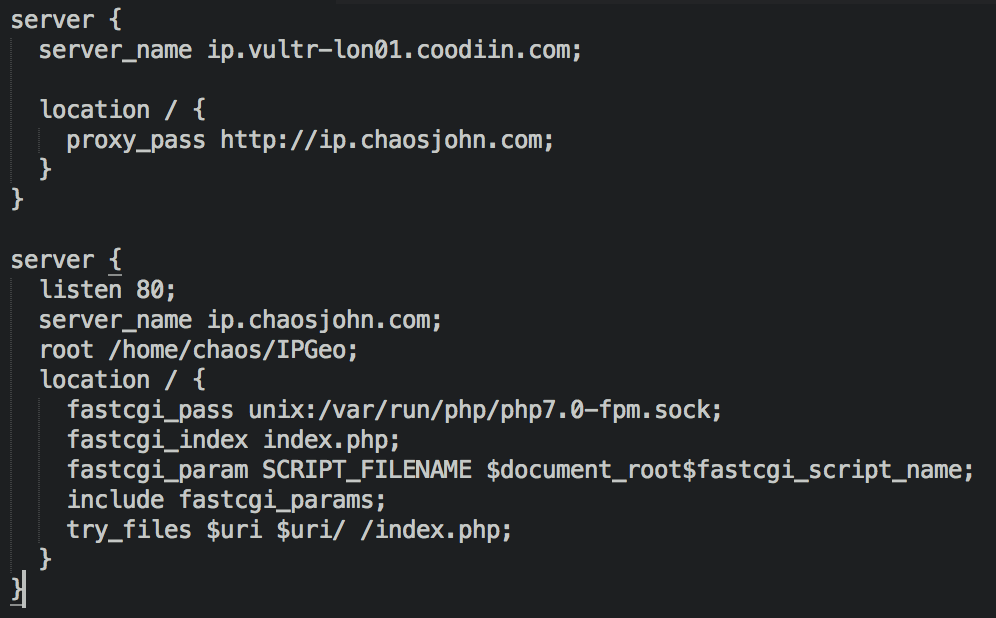 server {
  server_name ip.vultr-lon01.coodiin.com;

  location / {
    proxy_pass http://ip.chaosjohn.com;
  }
}

server {
  listen 80;
  server_name ip.chaosjohn.com;
  root /home/chaos/IPGeo;
  location / {
    fastcgi_pass unix:/var/run/php/php7.0-fpm.sock;
    fastcgi_index index.php;
    fastcgi_param SCRIPT_FILENAME $document_root$fastcgi_script_name;
    include fastcgi_params;
    try_files $uri $uri/ /index.php;
  }
}